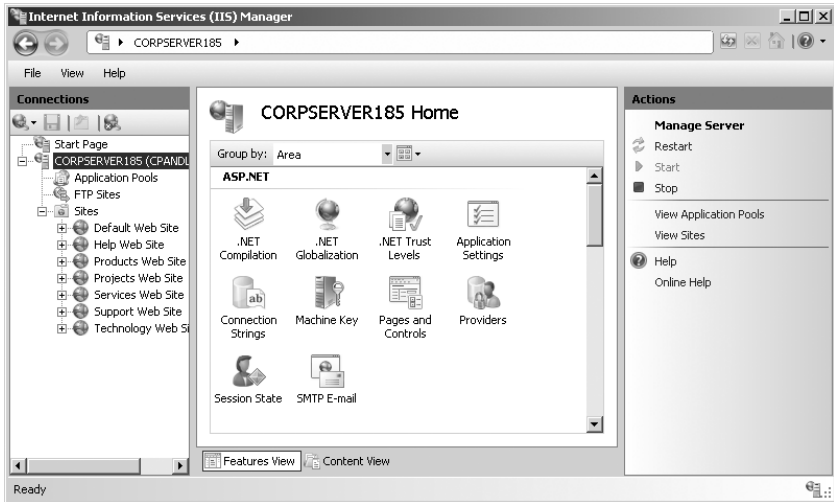 Internet Information Services (IIS) Manager
CORPSERVER185
File View Help
Connections
Start Page
CORPSERVER185 (CPANDL
Application Pools
FTP Sites
Sites
Default Web Site
Help Web Site
Products Web Site
Projects Web Site
Services Web Site
Support Web Site
Technology Web Si
CORPSERVER185 Home
Group by: Area
ASP.NET
.NET Compilation
.NET Globalization
.NET Trust Levels
Application Settings
ab
Connection Strings
Machine Key
Pages and Controls
Providers
Session State
SMTP E-mail
Features View Content View
Actions
Manage Server
Restart
Start
Stop
View Application Pools
View Sites
Help
Online Help
Ready